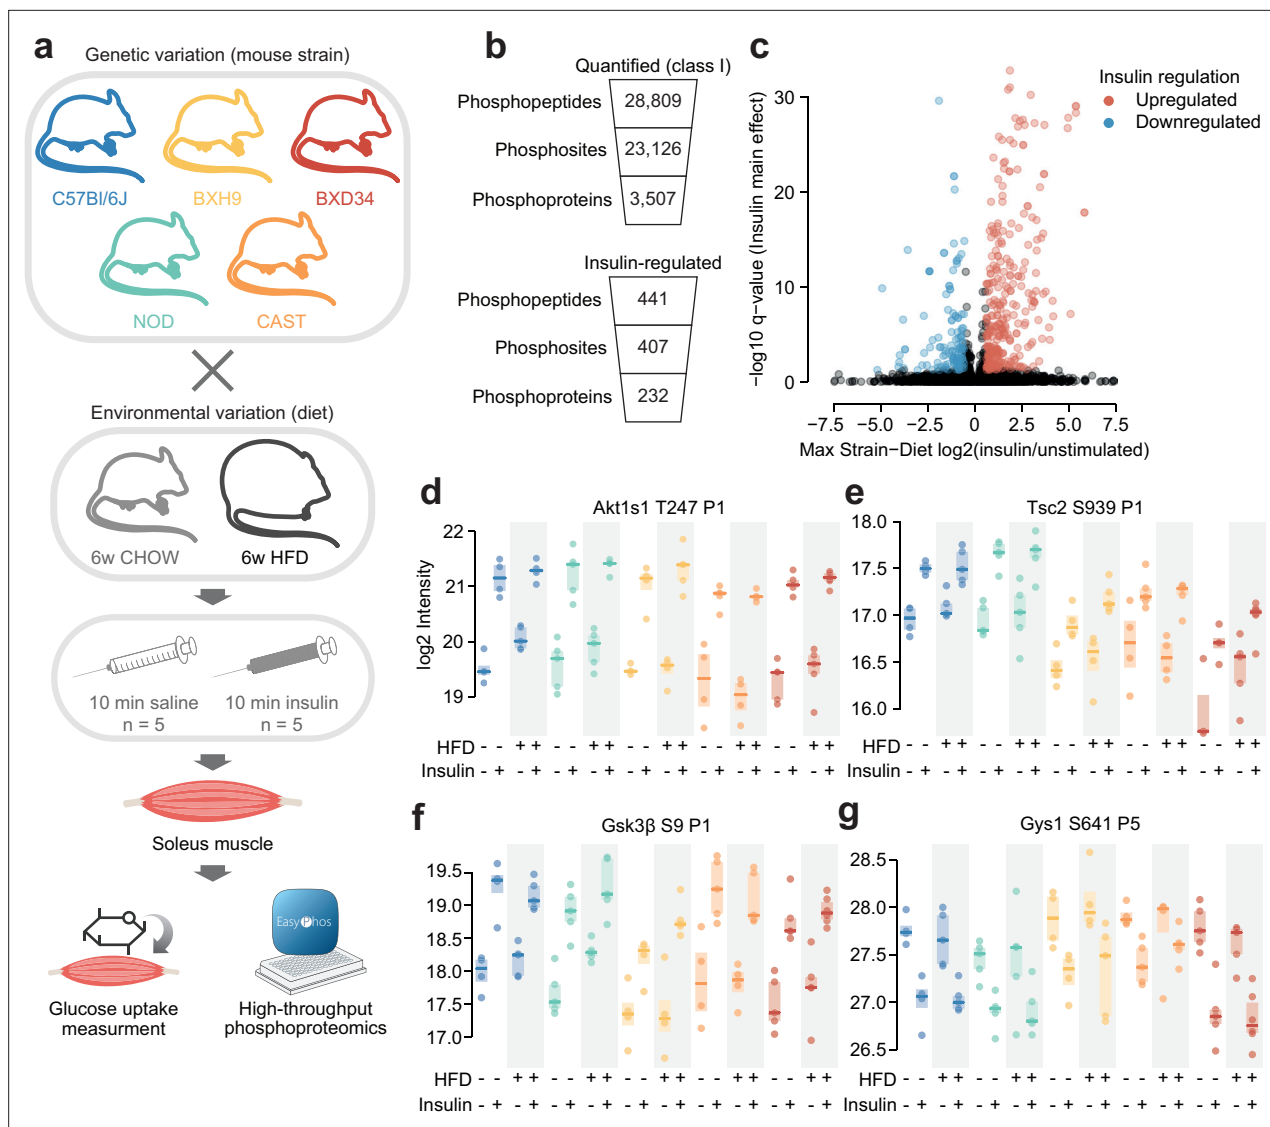 a
Genetic variation (mouse strain)
C57Bl/6J
BXH9
BXD34
NOD
CAST
Environmental variation (diet)
6w CHOW
6w HFD
10 min saline
n = 5
10 min insulin
n = 5
Soleus muscle
EasyPhos
Glucose uptake
measurment
High-throughput
phosphoproteomics
b
Quantified (class I)
Phosphopeptides 28,809
Phosphosites 23,126
Phosphoproteins 3,507
Insulin-regulated
Phosphopeptides 441
Phosphosites 407
Phosphoproteins 232
c
Insulin regulation
Upregulated
Downregulated
−log10 q−value (Insulin main effect)
30
20
10
0
−7.5 −5.0 −2.5 0 2.5 5.0 7.5
Max Strain−Diet log2(insulin/unstimulated)
d
Akt1s1 T247 P1
log2 Intensity
22
21
20
19
HFD - - + + - - + + - - + + - - + + - - + +
Insulin - + - + - + - + - + - + - + - + - + - +
e
Tsc2 S939 P1
18.0
17.5
17.0
16.5
16.0
- - + + - - + + - - + + - - + + - - + +
- + - + - + - + - + - + - + - + - + - +
f
Gsk3β S9 P1
19.5
19.0
18.5
18.0
17.5
17.0
HFD - - + + - - + + - - + + - - + + - - + +
Insulin - + - + - + - + - + - + - + - + - + - +
g
Gys1 S641 P5
28.5
28.0
27.5
27.0
26.5
- - + + - - + + - - + + - - + + - - + +
- + - + - + - + - + - + - + - + - + - +